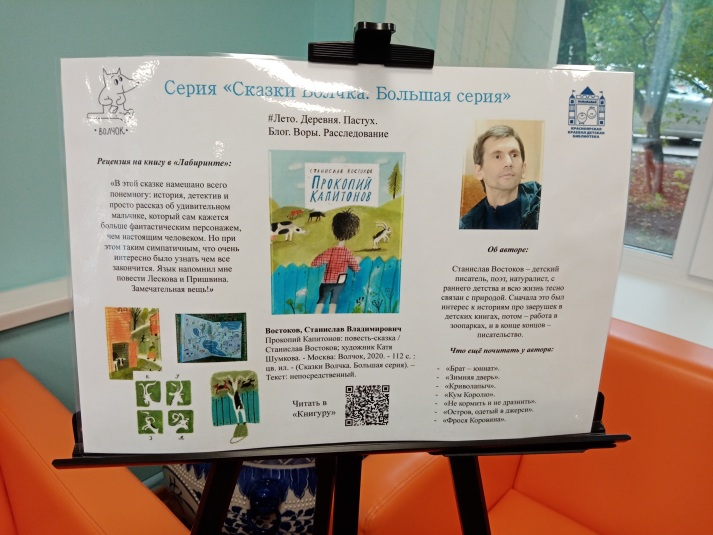 Серия «Сказки Волчка. Большая серия»
ВОЛЧОК
#Лето. Деревня. Пастух.
Блог. Воры. Расследование
КРАСНОЯРСКАЯ
КРАЕВАЯ ДЕТСКАЯ
БИБЛИОТЕКА
Рецензия на книгу в «Лабиринте»:
«В этой сказке намешано всего
понемногу: история, детектив и
просто рассказ об удивительном
мальчике, который сам кажется
больше фантастическим персонажем,
чем настоящим человеком. Но при
этом таким симпатичным, что очень
интересно было узнать чем все
закончится. Язык напомнил мне
повести Лескова и Пришвина.
Замечательная вещь!»
СТАНИСЛАВ ВОСТОКОВ
ПРОКОПИЙ
КАПИТОНОВ
Востоков, Станислав Владимирович
Прокопий Капитонов: повесть-сказка /
Станислав Востоков; художник Катя
Шумкова. - Москва: Волчок, 2020. - 112 с. :
цв. ил. - (Сказки Волчка. Большая серия). –
Текст: непосредственный.
Читать в
«Книгуру»
Об авторе:
Станислав Востоков – детский
писатель, поэт, натуралист, с
раннего детства и всю жизнь тесно
связан с природой. Сначала это был
интерес к историям про зверушек в
детских книгах, потом – работа в
зоопарках, и в конце концов –
писательство.
Что ещё почитать у автора:
- «Брат – юннат».
- «Зимняя дверь».
- «Криволапыч».
- «Кум Королю».
- «Не кормить и не дразнить».
- «Остров, одетый в джерси».
- «Фрося Коровина».